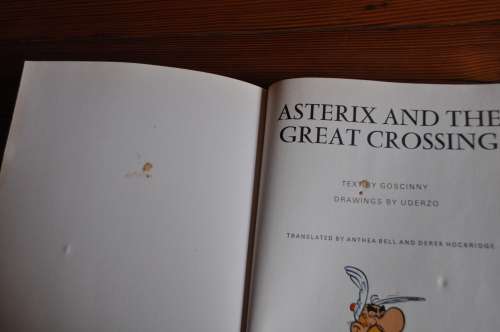 ASTERIX AND THE
GREAT CROSSING
TEXT BY GOSCINNY
DRAWINGS BY UDERZO
TRANSLATED BY ANTHEA BELL AND DEREK HOCKRIDGE